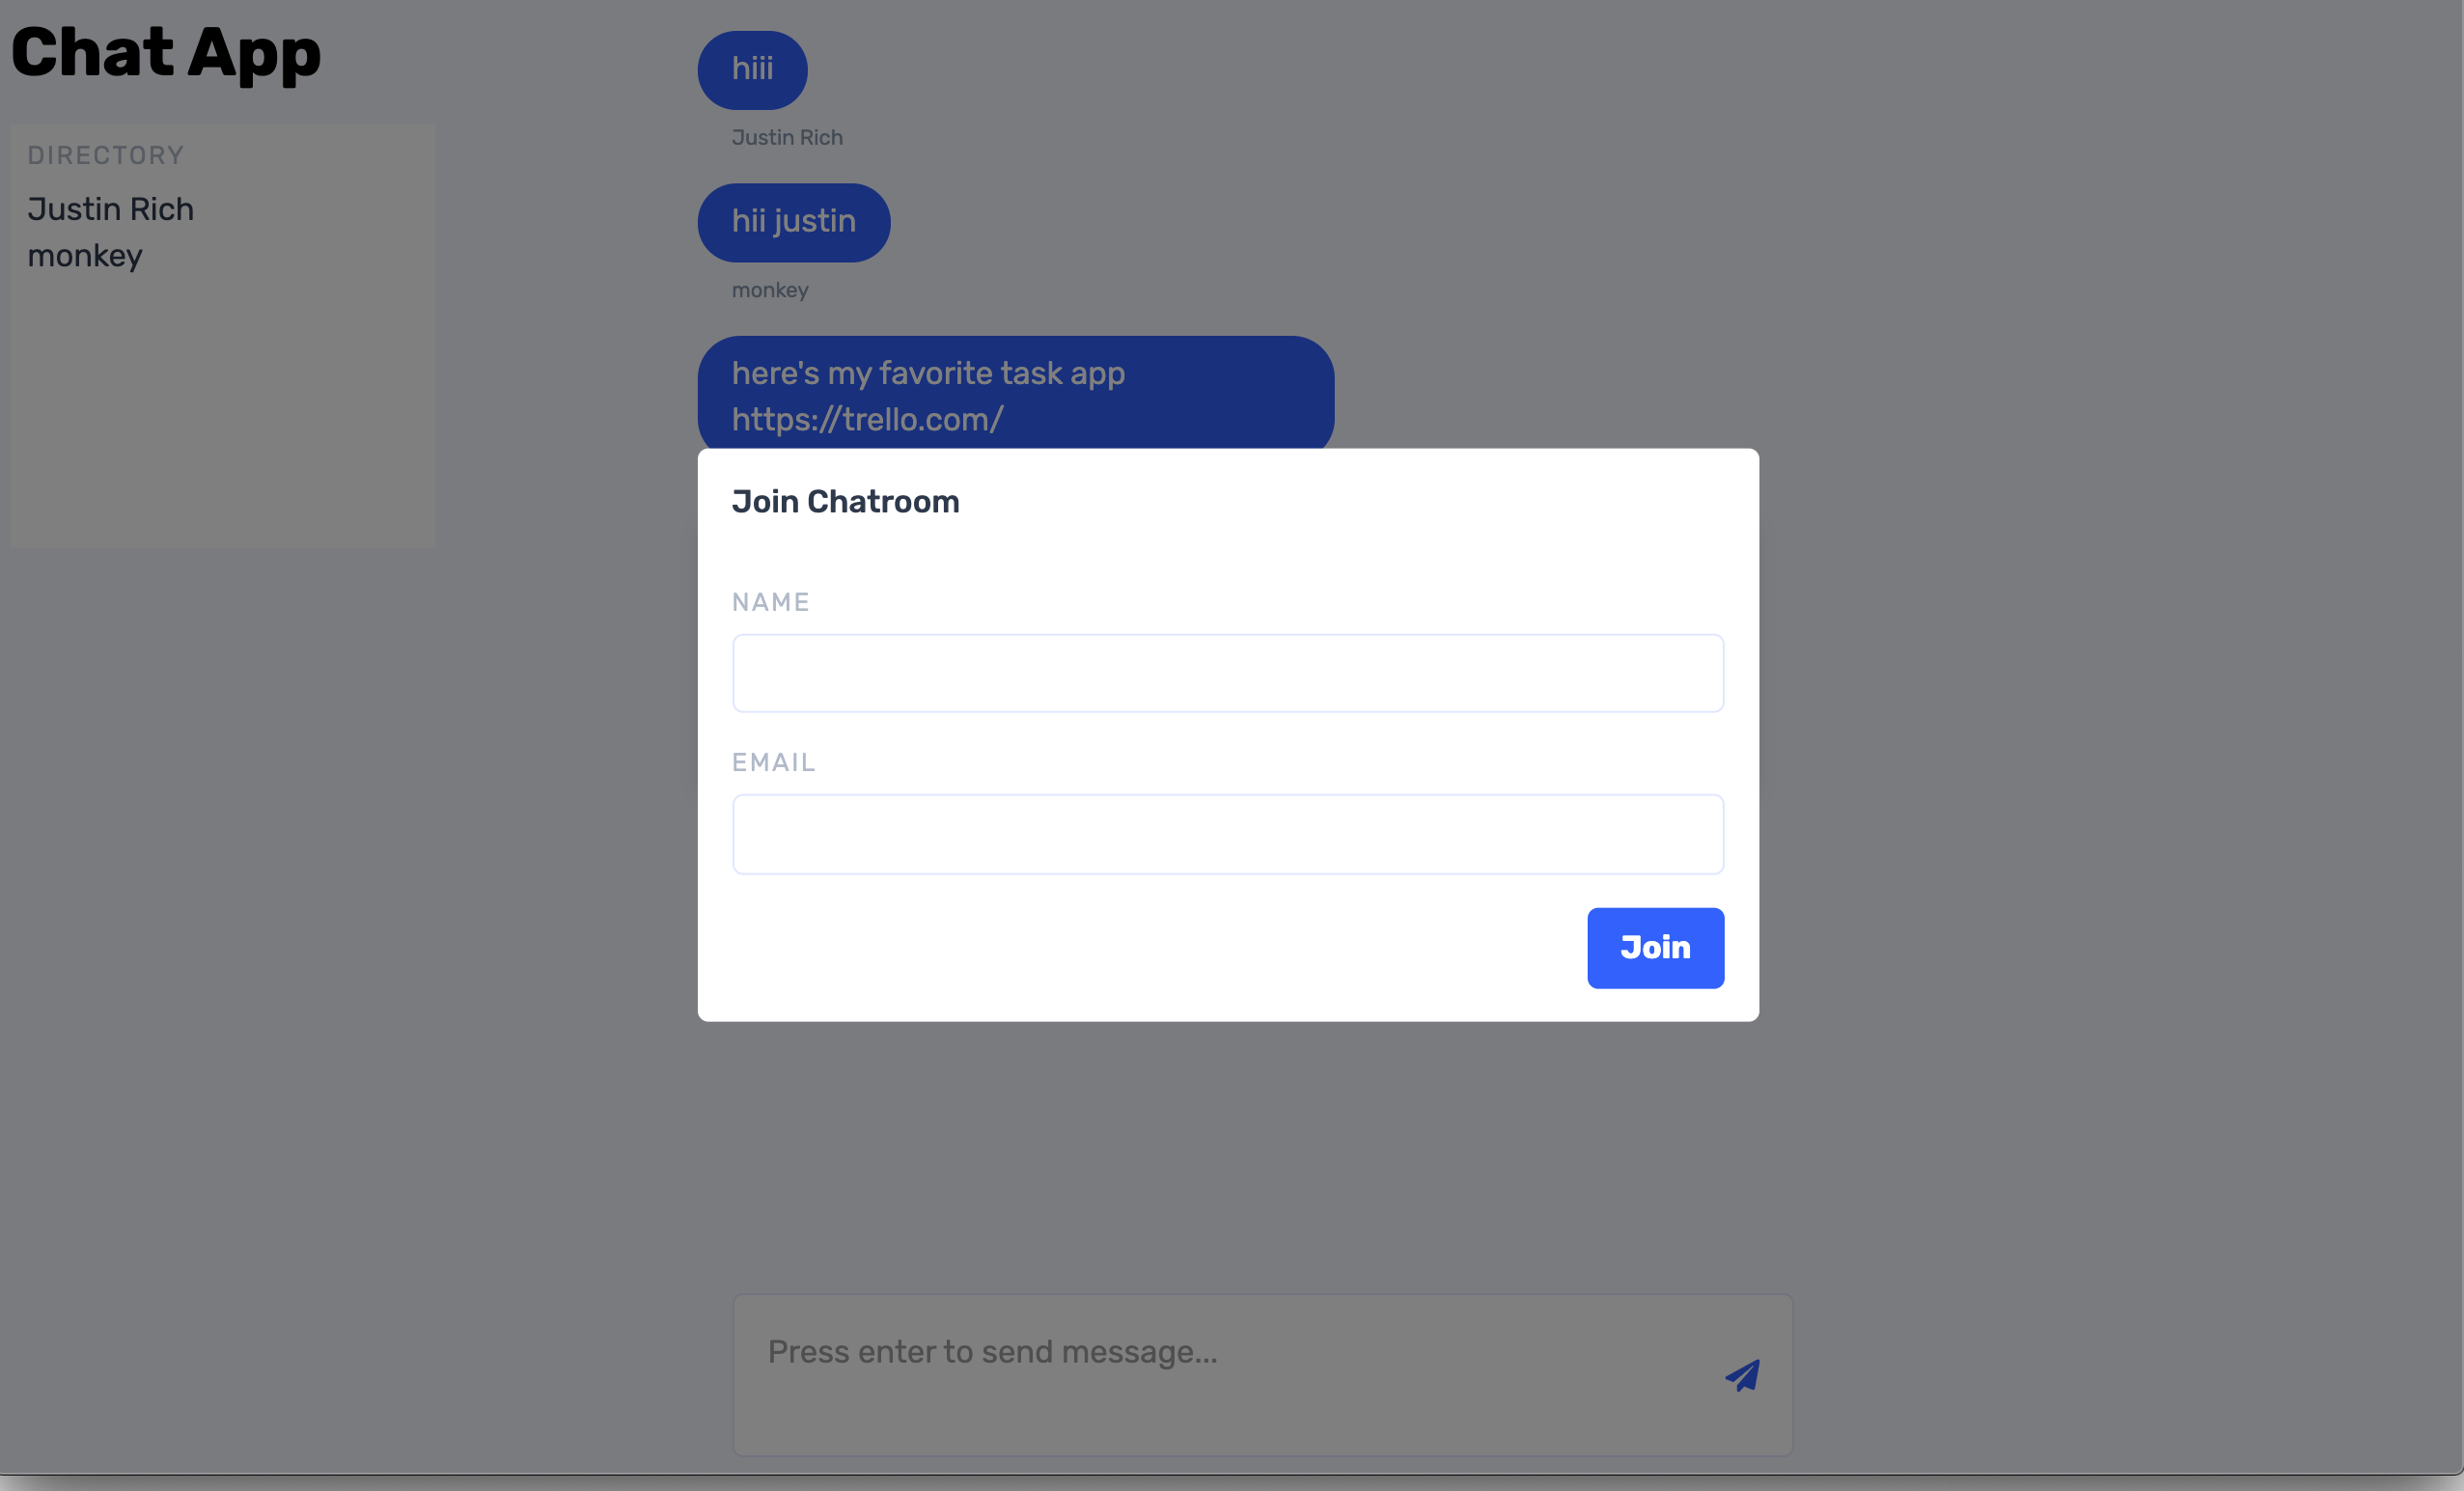 Chat App
DIRECTORY
Justin Rich
monkey
hiii
Justin Rich
hii justin
monkey
here's my favorite task app
https://trello.com/
Join Chatroom
NAME
EMAIL
Join
Press enter to send message...